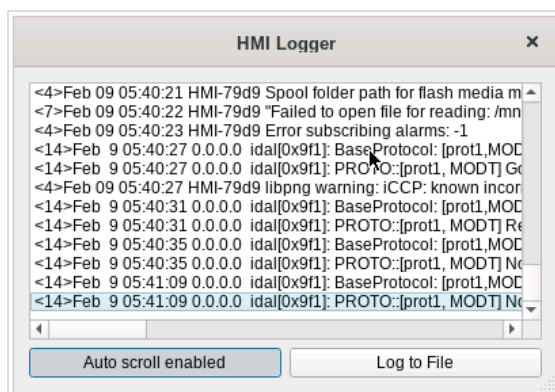 HMI Logger
<4>Feb 09 05:40:21 HMI-79d9 Spool folder path for flash media m
<7>Feb 09 05:40:22 HMI-79d9 "Failed to open file for reading: /mn
<4>Feb 09 05:40:23 HMI-79d9 Error subscribing alarms: -1
<14>Feb  9 05:40:27 0.0.0.0  idal[0x9f1]: BaseProtocol: [prot1,MOD
<14>Feb  9 05:40:27 0.0.0.0  idal[0x9f1]: PROTO::[prot1, MODT] Go
<4>Feb 09 05:40:27 HMI-79d9 libpng warning: iCCP: known incor
<14>Feb  9 05:40:31 0.0.0.0  idal[0x9f1]: BaseProtocol: [prot1,MOD
<14>Feb  9 05:40:31 0.0.0.0  idal[0x9f1]: PROTO::[prot1, MODT] Re
<14>Feb  9 05:40:35 0.0.0.0  idal[0x9f1]: BaseProtocol: [prot1,MOD
<14>Feb  9 05:40:35 0.0.0.0  idal[0x9f1]: PROTO::[prot1, MODT] No
<14>Feb  9 05:41:09 0.0.0.0  idal[0x9f1]: BaseProtocol: [prot1,MOD
<14>Feb  9 05:41:09 0.0.0.0  idal[0x9f1]: PROTO::[prot1, MODT] No
Auto scroll enabled
Log to File